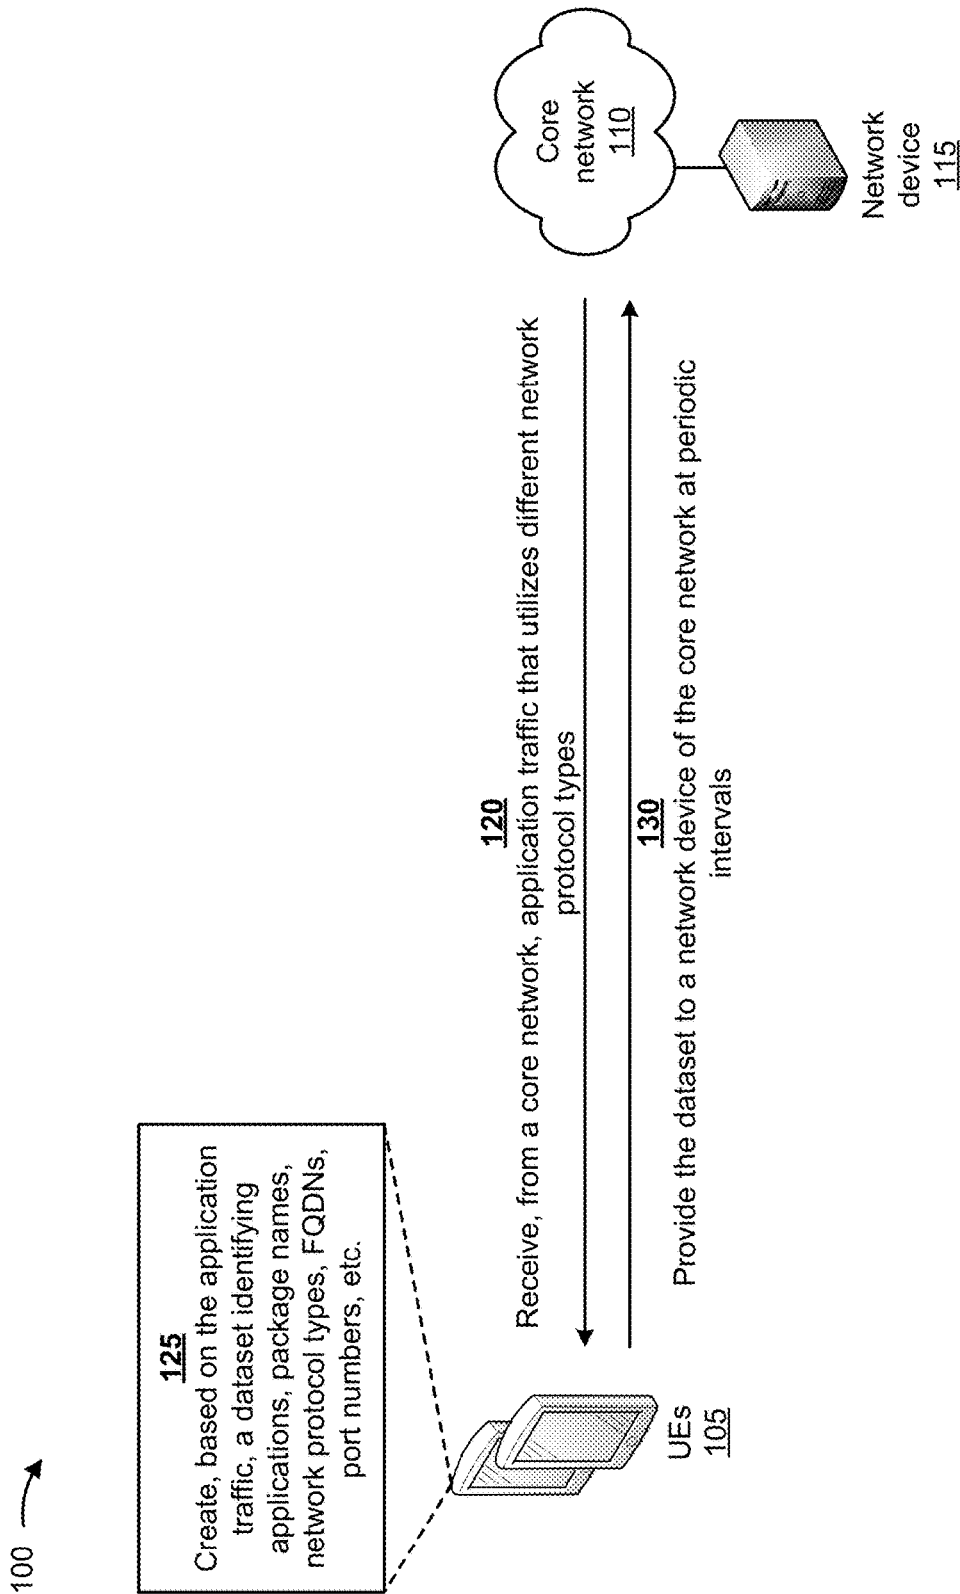 100
125
Create, based on the application
traffic, a dataset identifying
applications, package names,
network protocol types, FQDNs,
port numbers, etc.
UEs
105
120
Receive, from a core network, application traffic that utilizes different network
protocol types
130
Provide the dataset to a network device of the core network at periodic
intervals
Core
network
110
Network
device
115